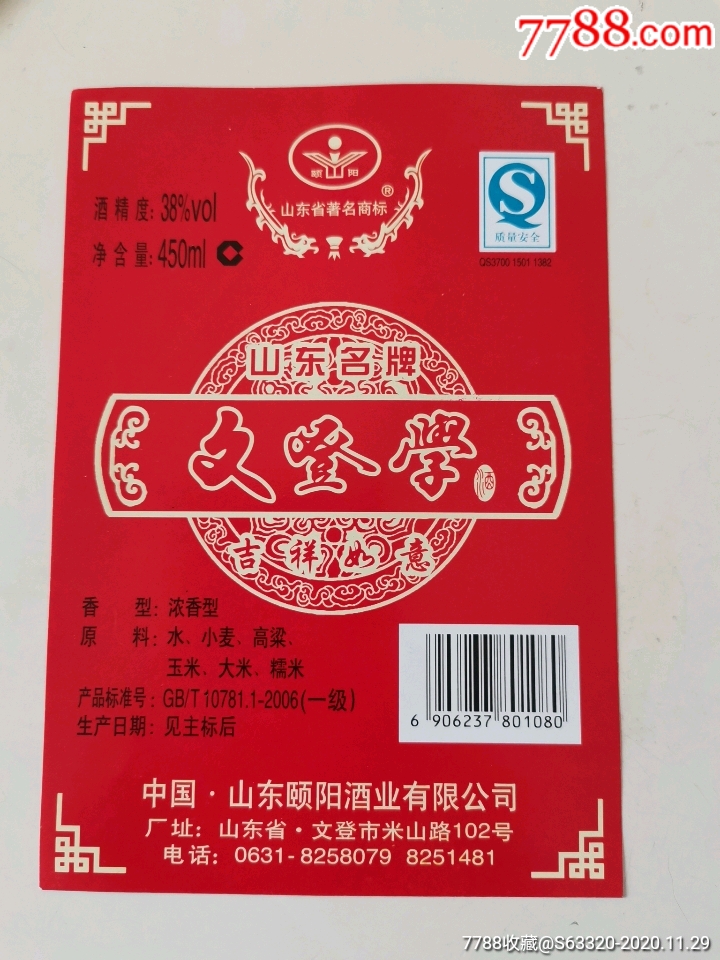 7788.com
颐 阳
山东省著名商标®
酒精度: 38%vol
净含量: 450ml C
S
质量安全
QS3700 1501 1382
山东名牌
文登学
酒
吉祥如意
香 型: 浓香型
原 料: 水、小麦、高粱、
玉米、大米、糯米
产品标准号: GB/T 10781.1-2006(一级)
生产日期: 见主标后
6 906237 801080
中国·山东颐阳酒业有限公司
厂址: 山东省·文登市米山路102号
电话: 0631-8258079 8251481
7788收藏@S63320-2020.11.29